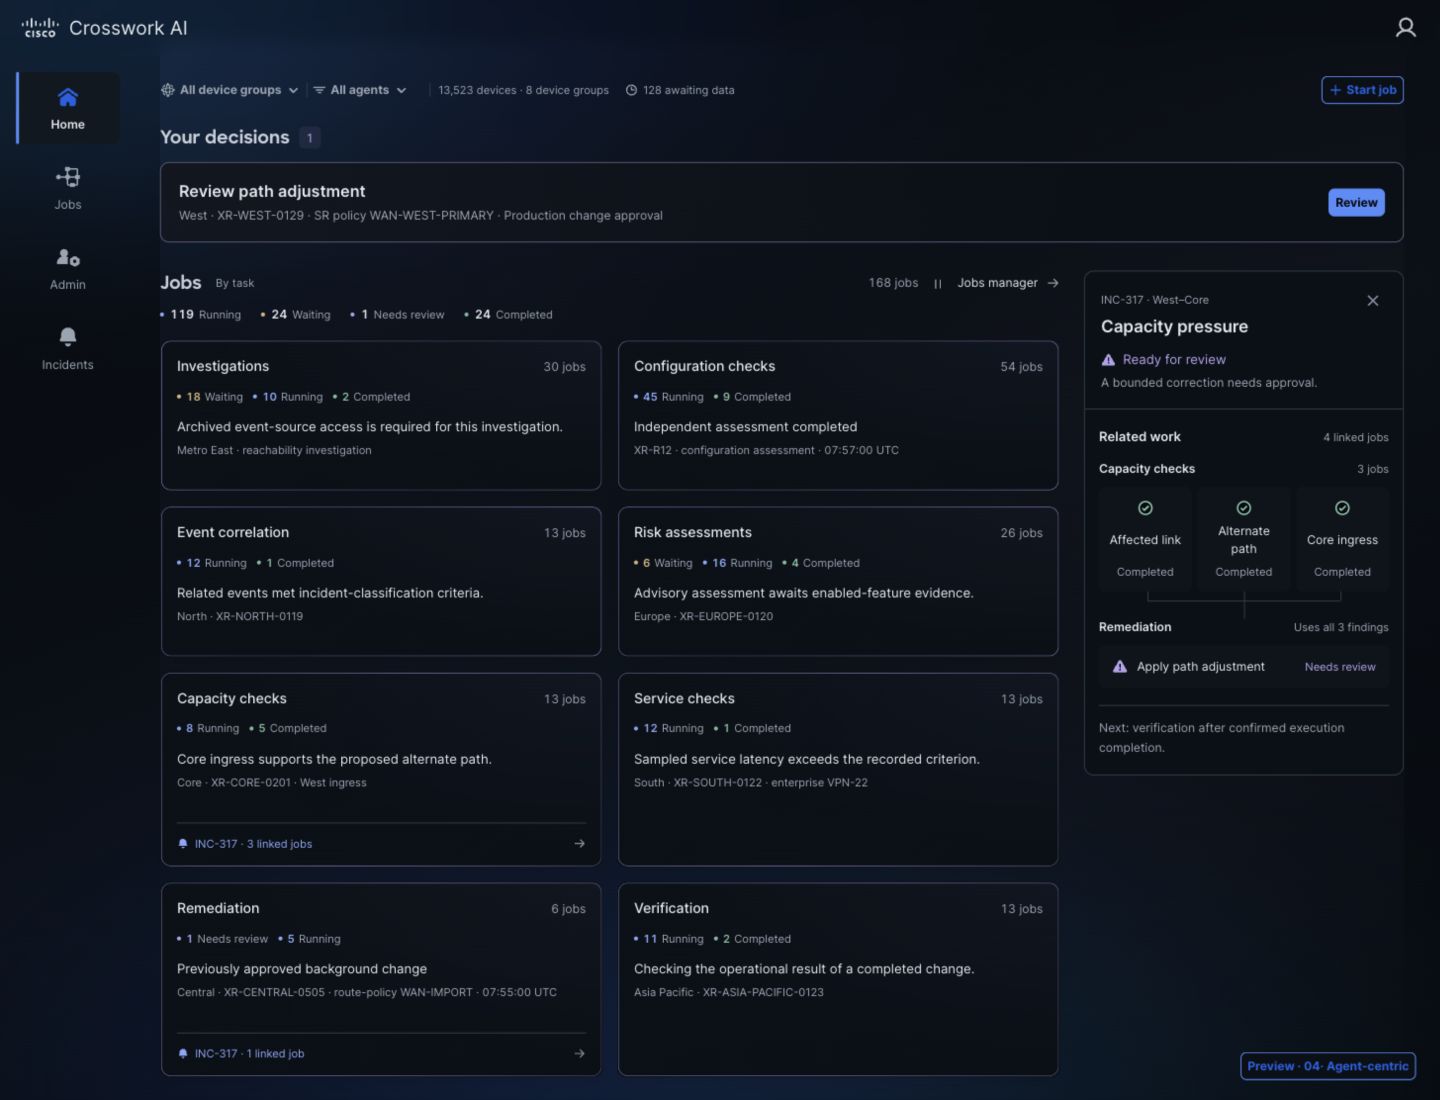 CISCO Crosswork AI
Home
Jobs
Admin
Incidents
All device groups All agents 13,523 devices · 8 device groups 128 awaiting data
+ Start job
Your decisions 1
Review path adjustment
West · XR-WEST-0129 · SR policy WAN-WEST-PRIMARY · Production change approval
Review
Jobs By task
168 jobs Jobs manager →
119 Running 24 Waiting 1 Needs review 24 Completed
Investigations 30 jobs
18 Waiting 10 Running 2 Completed
Archived event-source access is required for this investigation.
Metro East · reachability investigation
Configuration checks 54 jobs
45 Running 9 Completed
Independent assessment completed
XR-R12 · configuration assessment · 07:57:00 UTC
Event correlation 13 jobs
12 Running 1 Completed
Related events met incident-classification criteria.
North · XR-NORTH-0119
Risk assessments 26 jobs
6 Waiting 16 Running 4 Completed
Advisory assessment awaits enabled-feature evidence.
Europe · XR-EUROPE-0120
Capacity checks 13 jobs
8 Running 5 Completed
Core ingress supports the proposed alternate path.
Core · XR-CORE-0201 · West ingress
INC-317 · 3 linked jobs →
Service checks 13 jobs
12 Running 1 Completed
Sampled service latency exceeds the recorded criterion.
South · XR-SOUTH-0122 · enterprise VPN-22
Remediation 6 jobs
1 Needs review 5 Running
Previously approved background change
Central · XR-CENTRAL-0505 · route-policy WAN-IMPORT · 07:55:00 UTC
INC-317 · 1 linked job →
Verification 13 jobs
11 Running 2 Completed
Checking the operational result of a completed change.
Asia Pacific · XR-ASIA-PACIFIC-0123
INC-317 · West–Core
Capacity pressure
Ready for review
A bounded correction needs approval.
Related work 4 linked jobs
Capacity checks 3 jobs
Affected link
Completed
Alternate
path
Completed
Core ingress
Completed
Remediation Uses all 3 findings
Apply path adjustment Needs review
Next: verification after confirmed execution
completion.
Preview · 04· Agent-centric